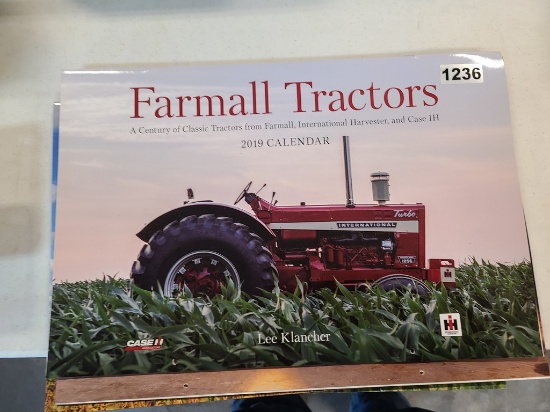 1236
Farmall Tractors
A Century of Classic Tractors from Farmall, International Harvester, and Case IH
2019 CALENDAR
Turbo
INTERNATIONAL
Lee Klancher
CASE IH